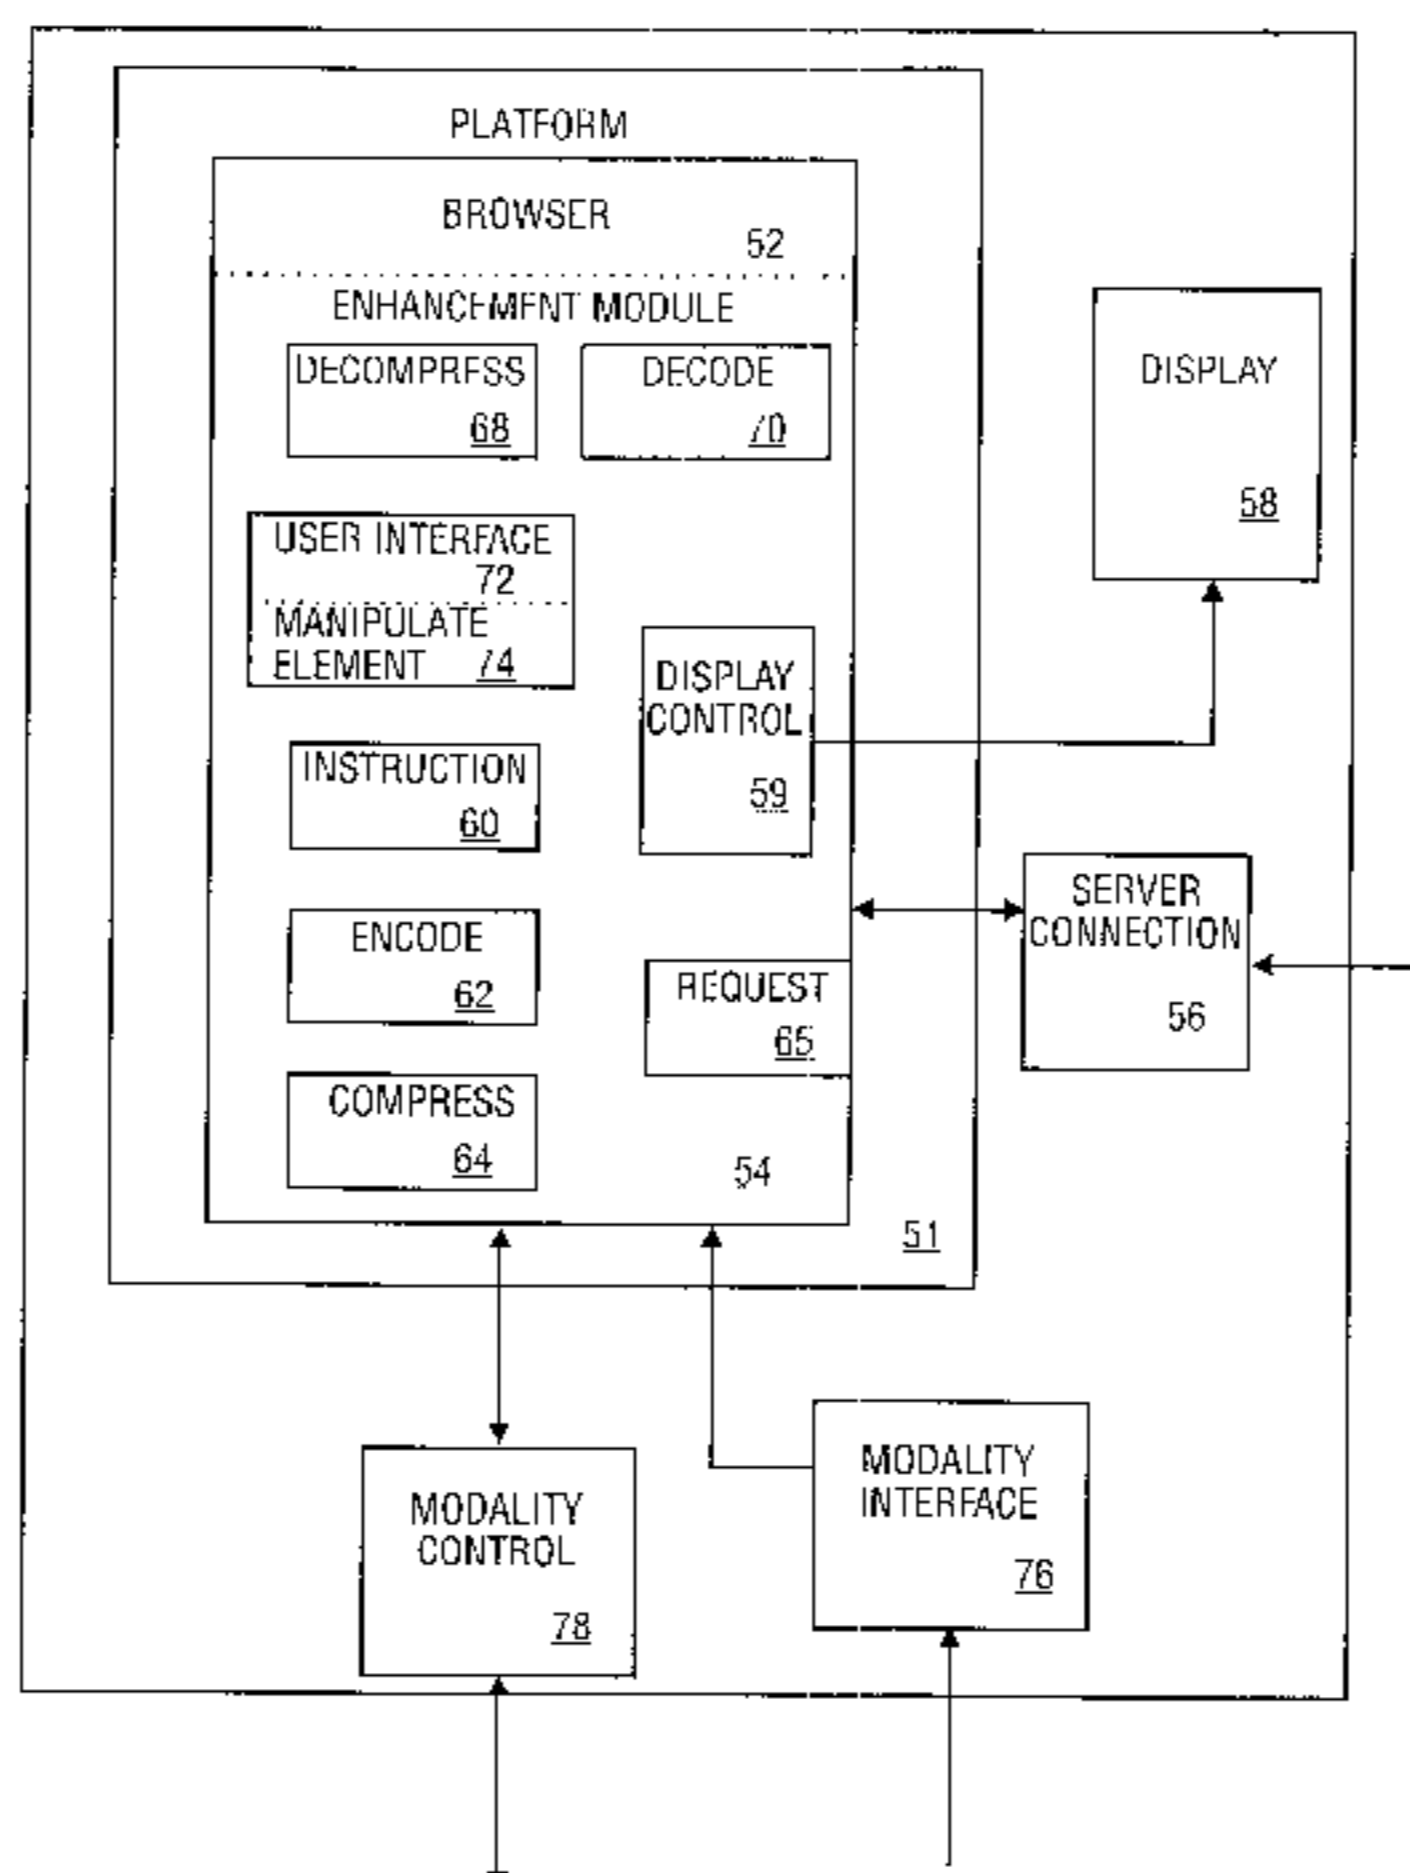 PLATFORM
BROWSER
52
ENHANCEMENT MODULE
DECOMPRESS
68
DECODE
70
DISPLAY
58
USER INTERFACE
72
MANIPULATE
ELEMENT 74
DISPLAY
CONTROL
59
INSTRUCTION
60
SERVER
CONNECTION
56
ENCODE
62
REQUEST
65
COMPRESS
64
54
51
MODALITY
CONTROL
78
MODALITY
INTERFACE
76